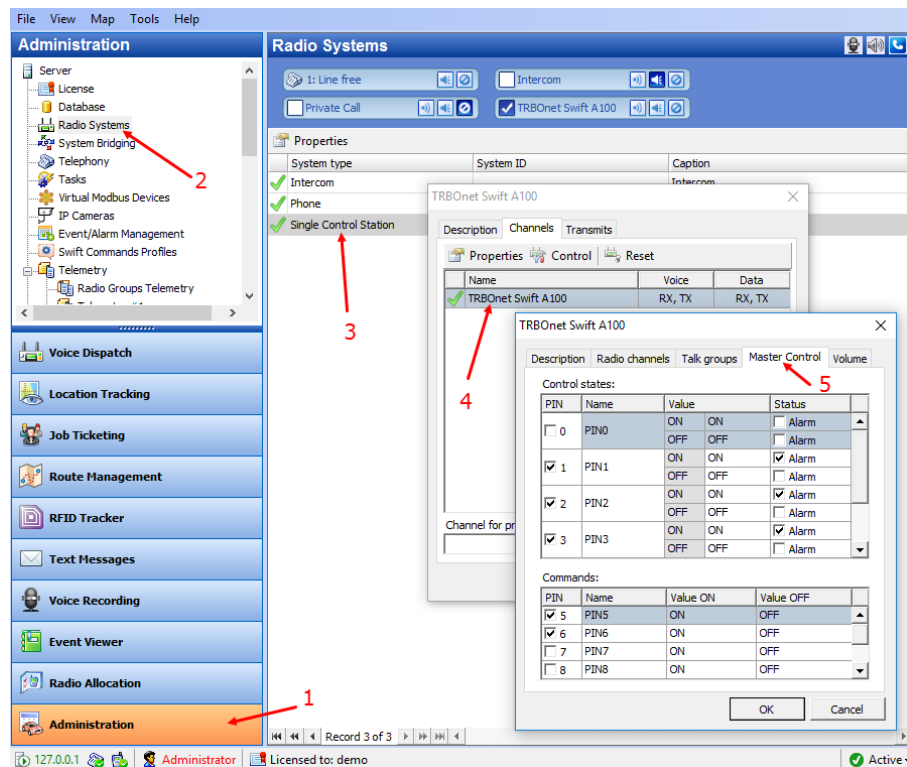 File View Map Tools Help
Administration
Server
License
Database
Radio Systems
System Bridging
Telephony
Tasks
Virtual Modbus Devices
IP Cameras
Event/Alarm Management
Swift Commands Profiles
Telemetry
Radio Groups Telemetry
2
Voice Dispatch
Location Tracking
Job Ticketing
Route Management
RFID Tracker
Text Messages
Voice Recording
Event Viewer
Radio Allocation
Administration
1
Radio Systems
1: Line free Intercom
Private Call TRBOnet Swift A100
Properties
System type System ID Caption
Intercom Intercom
Phone
Single Control Station
3
TRBOnet Swift A100
Description Channels Transmits
Properties Control Reset
Name Voice Data
TRBOnet Swift A100 RX, TX RX, TX
4
Channel for pr
TRBOnet Swift A100
Description Radio channels Talk groups Master Control Volume
5
Control states:
PIN Name Value Status
0 PIN0 ON ON Alarm
OFF OFF Alarm
1 PIN1 ON ON Alarm
OFF OFF Alarm
2 PIN2 ON ON Alarm
OFF OFF Alarm
3 PIN3 ON ON Alarm
OFF OFF Alarm
Commands:
PIN Name Value ON Value OFF
5 PIN5 ON OFF
6 PIN6 ON OFF
7 PIN7 ON OFF
8 PIN8 ON OFF
OK Cancel
Record 3 of 3
127.0.0.1 Administrator Licensed to: demo Active